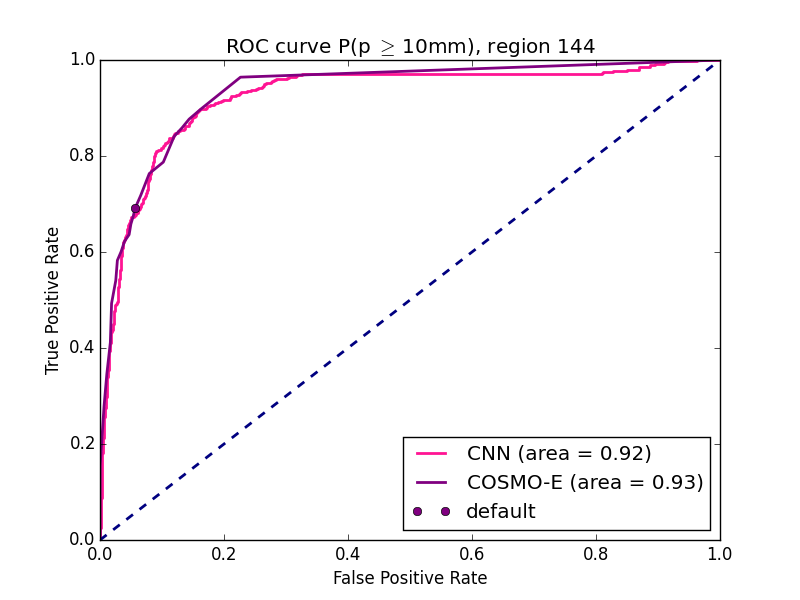 ROC curve P(p ≥ 10mm), region 144
1.0
0.8
0.6
0.4
0.2
0.0
True Positive Rate
0.0 0.2 0.4 0.6 0.8 1.0
False Positive Rate
CNN (area = 0.92)
COSMO-E (area = 0.93)
default